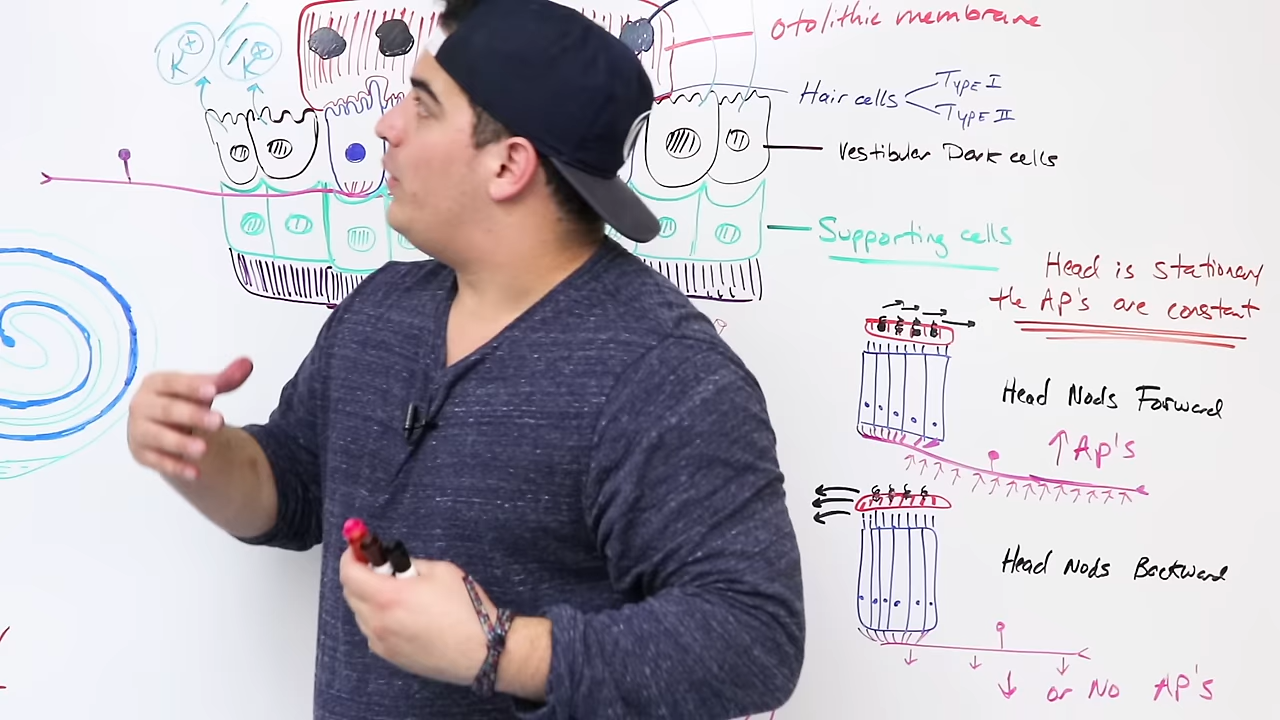 K⊕
K⊕
Otolithic membrane
Hair cells
Type I
Type II
Vestibular Dark cells
Supporting cells
Head is stationary
the AP's are constant
Head Nods Forward
↑ AP's
Head Nods Backward
↓ or No AP's